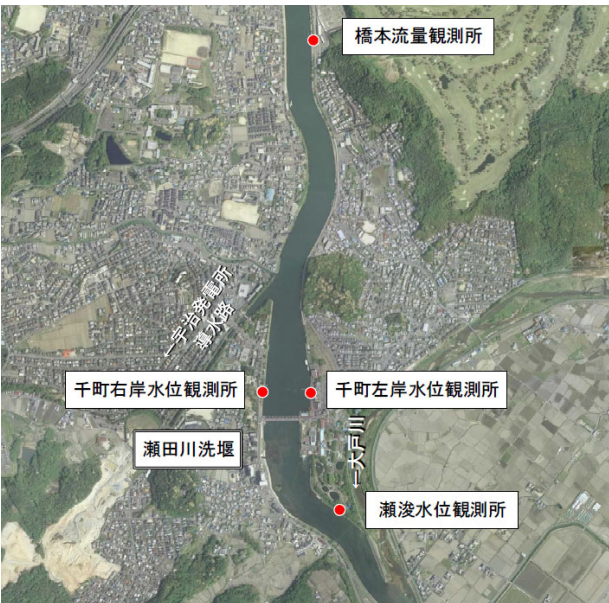 橋本流量観測所
←宇治発電所
導水路
千町右岸水位観測所
千町左岸水位観測所
瀬田川洗堰
←大戸川
瀬浚水位観測所